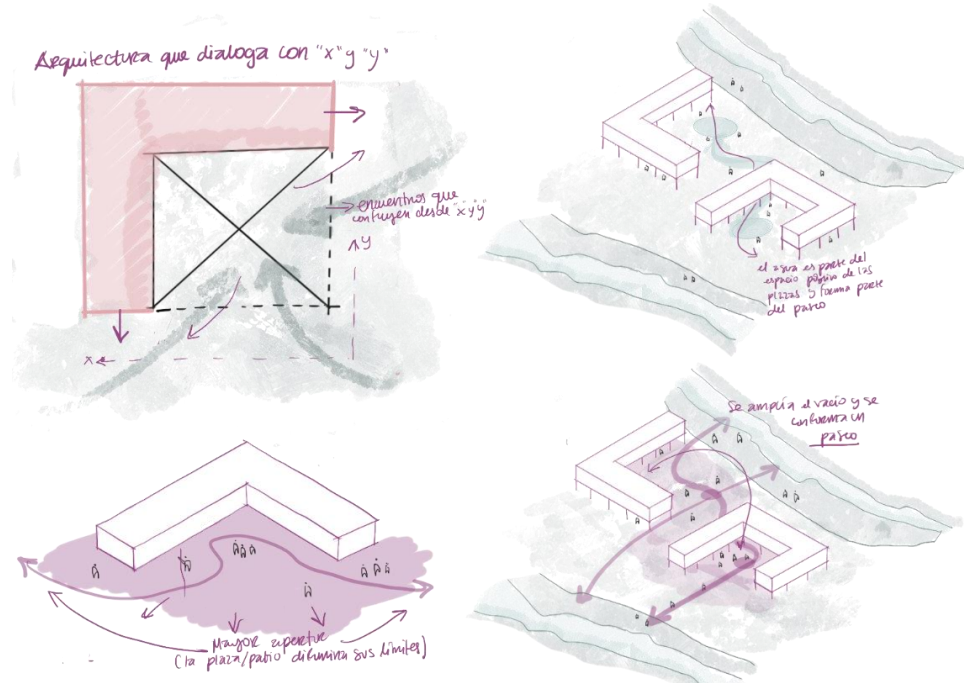 Arquitectura que dialoga con "x" y "y"
encuentros que
confluyen desde "x y y"
y
x
el agua es parte del
espacio público de las
plazas y forma parte
del paseo
Mayor apertura
(la plaza/patio difumina sus límites)
Se amplía el vacío y se
conforma un
paseo